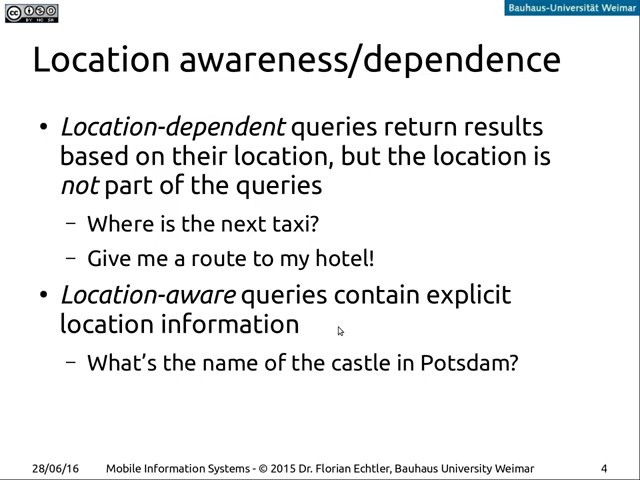 Bauhaus-Universität Weimar
Location awareness/dependence
• Location-dependent queries return results
based on their location, but the location is
not part of the queries
– Where is the next taxi?
– Give me a route to my hotel!
• Location-aware queries contain explicit
location information
– What’s the name of the castle in Potsdam?
28/06/16 Mobile Information Systems - © 2015 Dr. Florian Echtler, Bauhaus University Weimar 4